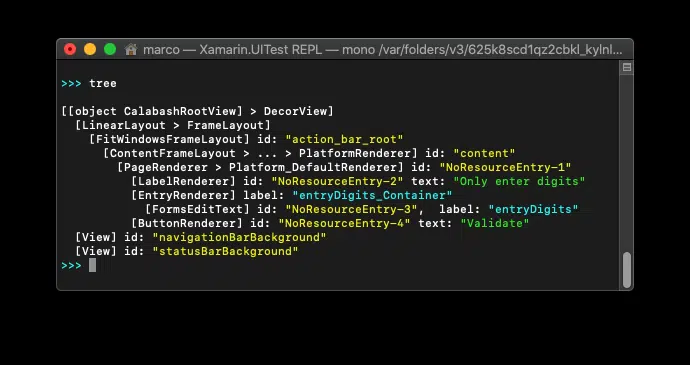 marco — Xamarin.UITest REPL — mono /var/folders/v3/625k8scd1qz2cbkl_kylnl...
>>> tree
[[object CalabashRootView] > DecorView]
[LinearLayout > FrameLayout]
[FitWindowsFrameLayout] id: "action_bar_root"
[ContentFrameLayout > ... > PlatformRenderer] id: "content"
[PageRenderer > Platform_DefaultRenderer] id: "NoResourceEntry-1"
[LabelRenderer] id: "NoResourceEntry-2" text: "Only enter digits"
[EntryRenderer] label: "entryDigits_Container"
[FormsEditText] id: "NoResourceEntry-3",  label: "entryDigits"
[ButtonRenderer] id: "NoResourceEntry-4" text: "Validate"
[View] id: "navigationBarBackground"
[View] id: "statusBarBackground"
>>>